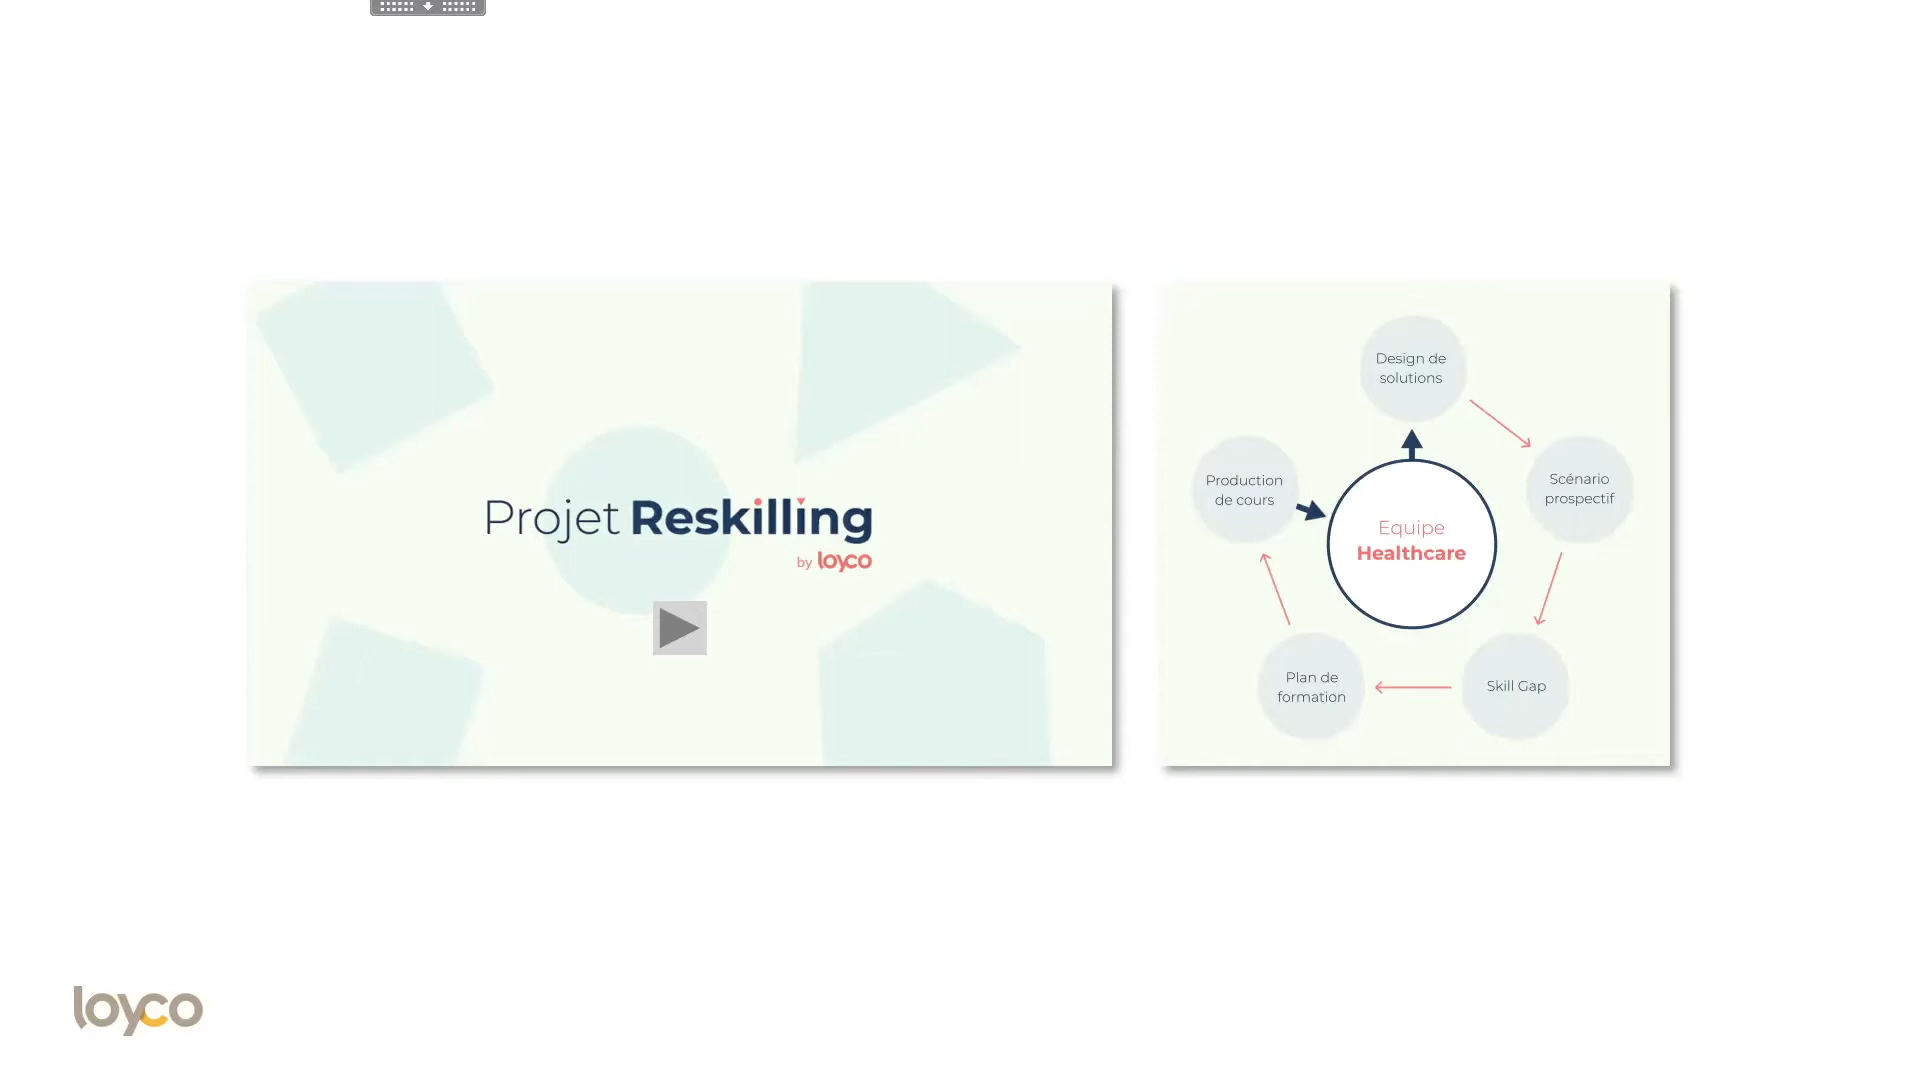 Projet Reskilling
by loyco
Design de
solutions
Scénario
prospectif
Skill Gap
Plan de
formation
Production
de cours
Equipe
Healthcare
loyco